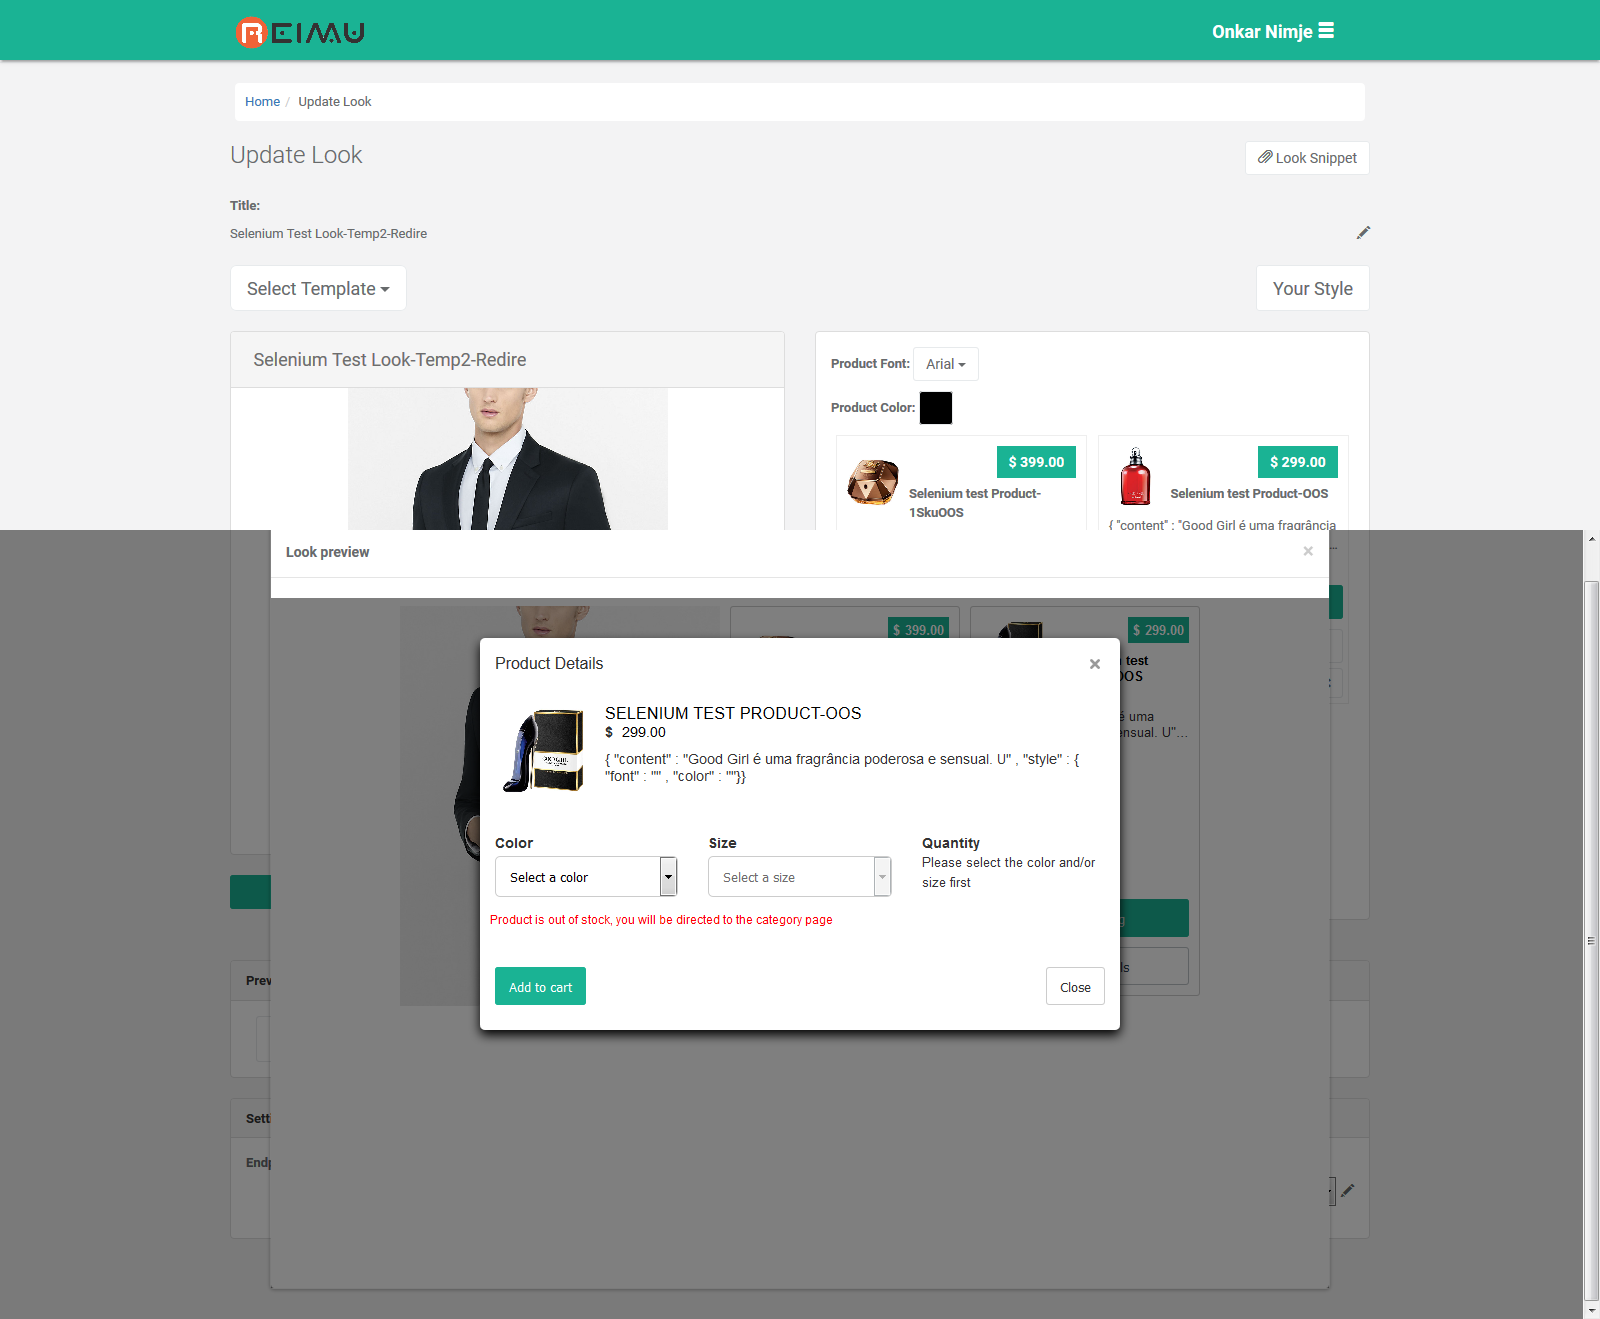 REIMU
Onkar Nimje
Home / Update Look
Update Look
Look Snippet
Title:
Selenium Test Look-Temp2-Redire
Select Template
Your Style
Selenium Test Look-Temp2-Redire
Product Font: Arial
Product Color:
$ 399.00
Selenium test Product-
1SkuOOS
$ 299.00
Selenium test Product-OOS
{ "content" : "Good Girl é uma fragrância
Look preview
×
$ 399.00
$ 299.00
test
OOS
é uma
ensual. U"...
Product Details
×
SELENIUM TEST PRODUCT-OOS
$ 299.00
{ "content" : "Good Girl é uma fragrância poderosa e sensual. U" , "style" : {
"font" : "" , "color" : ""}}
Color
Select a color
Size
Select a size
Quantity
Please select the color and/or
size first
Product is out of stock, you will be directed to the category page
Add to cart
Close
g
ls
Prev
Setti
Endp